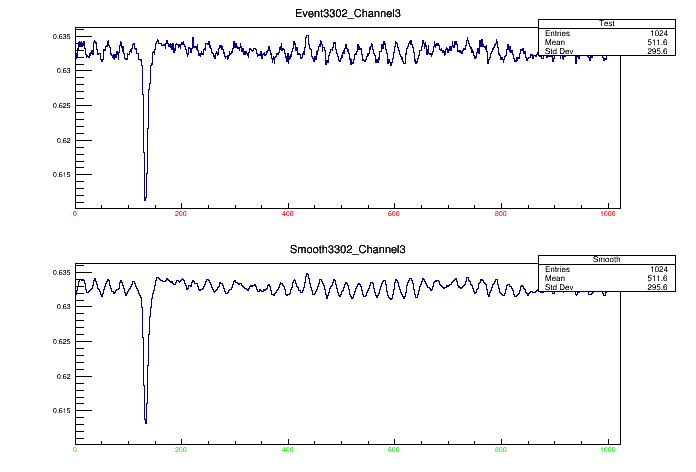 Event3302_Channel3
Test
Entries 1024
Mean 511.6
Std Dev 295.6
0.635
0.63
0.625
0.62
0.615
0 200 400 600 800 1000
Smooth3302_Channel3
Smooth
Entries 1024
Mean 511.6
Std Dev 295.6
0.635
0.63
0.625
0.62
0.615
0 200 400 600 800 1000